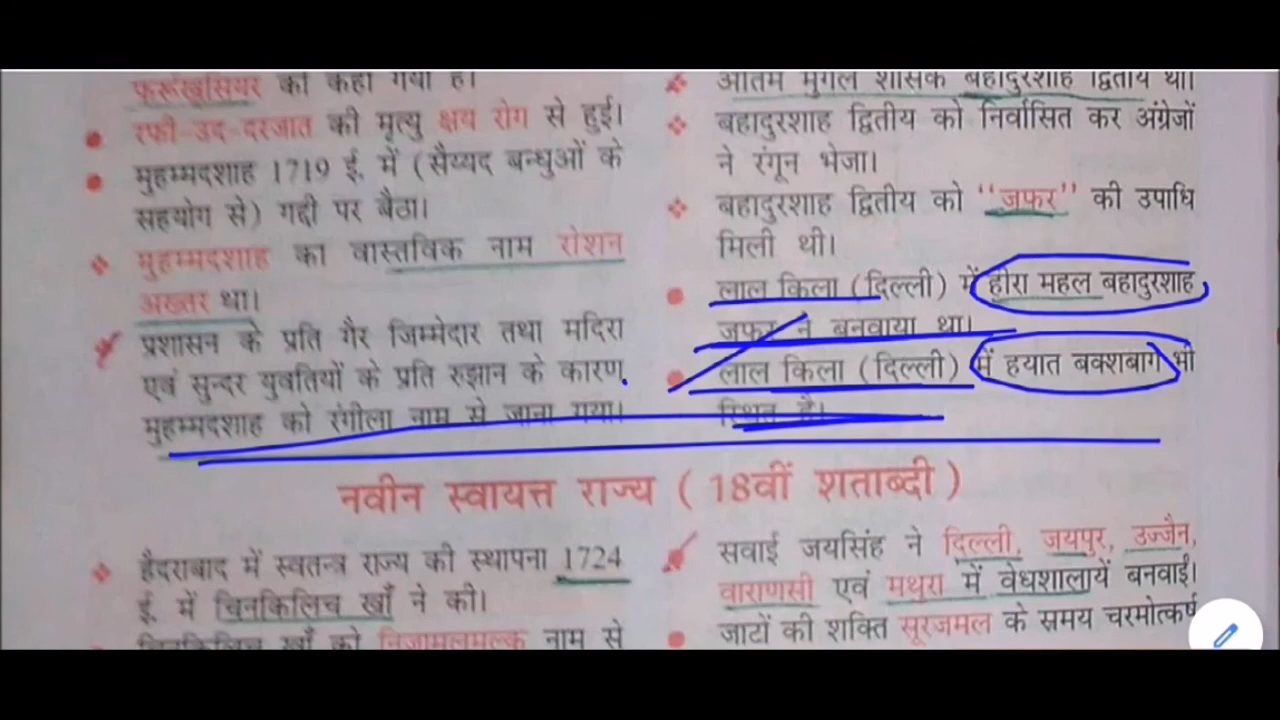 फर्रूखसियर को कहा गया है।
रफी-उद-दरजात की मृत्यु क्षय रोग से हुई।
मुहम्मदशाह 1719 ई. में (सैय्यद बन्धुओं के
सहयोग से) गद्दी पर बैठा।
मुहम्मदशाह का वास्तविक नाम रोशन
अख्तर था।
प्रशासन के प्रति गैर जिम्मेदार तथा मदिरा
एवं सुन्दर युवतियों के प्रति रुझान के कारण
मुहम्मदशाह को रंगीला नाम से जाना गया।
अंतिम मुगल शासक बहादुरशाह द्वितीय था।
बहादुरशाह द्वितीय को निर्वासित कर अंग्रेजों
ने रंगून भेजा।
बहादुरशाह द्वितीय को "जफर" की उपाधि
मिली थी।
लाल किला (दिल्ली) में हीरा महल बहादुरशाह
जफर ने बनवाया था।
लाल किला (दिल्ली) में हयात बक्शबाग भी
स्थित है।
नवीन स्वायत्त राज्य (18वीं शताब्दी)
हैदराबाद में स्वतन्त्र राज्य की स्थापना 1724
ई. में चिनकिलिच खाँ ने की।
चिनकिलिच खाँ को निजामुलमुल्क नाम से
सवाई जयसिंह ने दिल्ली, जयपुर, उज्जैन,
वाराणसी एवं मथुरा में वेधशालायें बनवाई।
जाटों की शक्ति सूरजमल के समय चरमोत्कर्ष